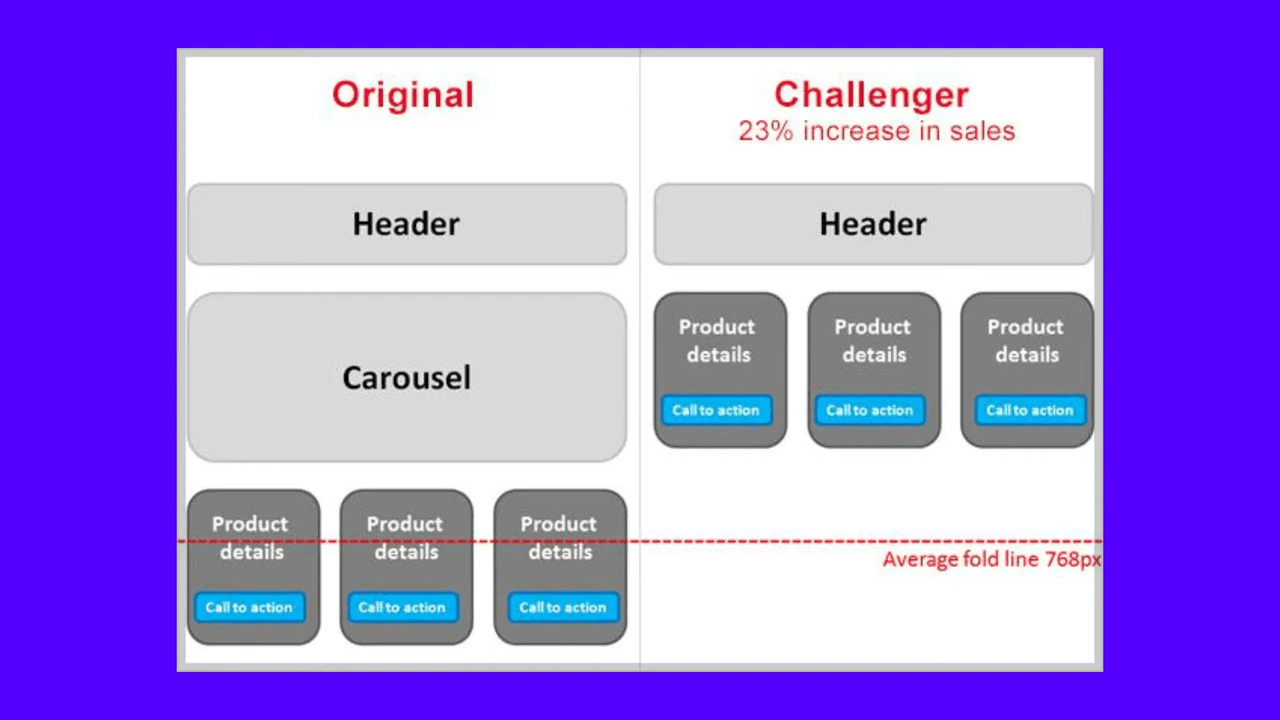 Original
Header
Carousel
Product
details
Call to action
Product
details
Call to action
Product
details
Call to action
Challenger
23% increase in sales
Header
Product
details
Call to action
Product
details
Call to action
Product
details
Call to action
Average fold line 768px